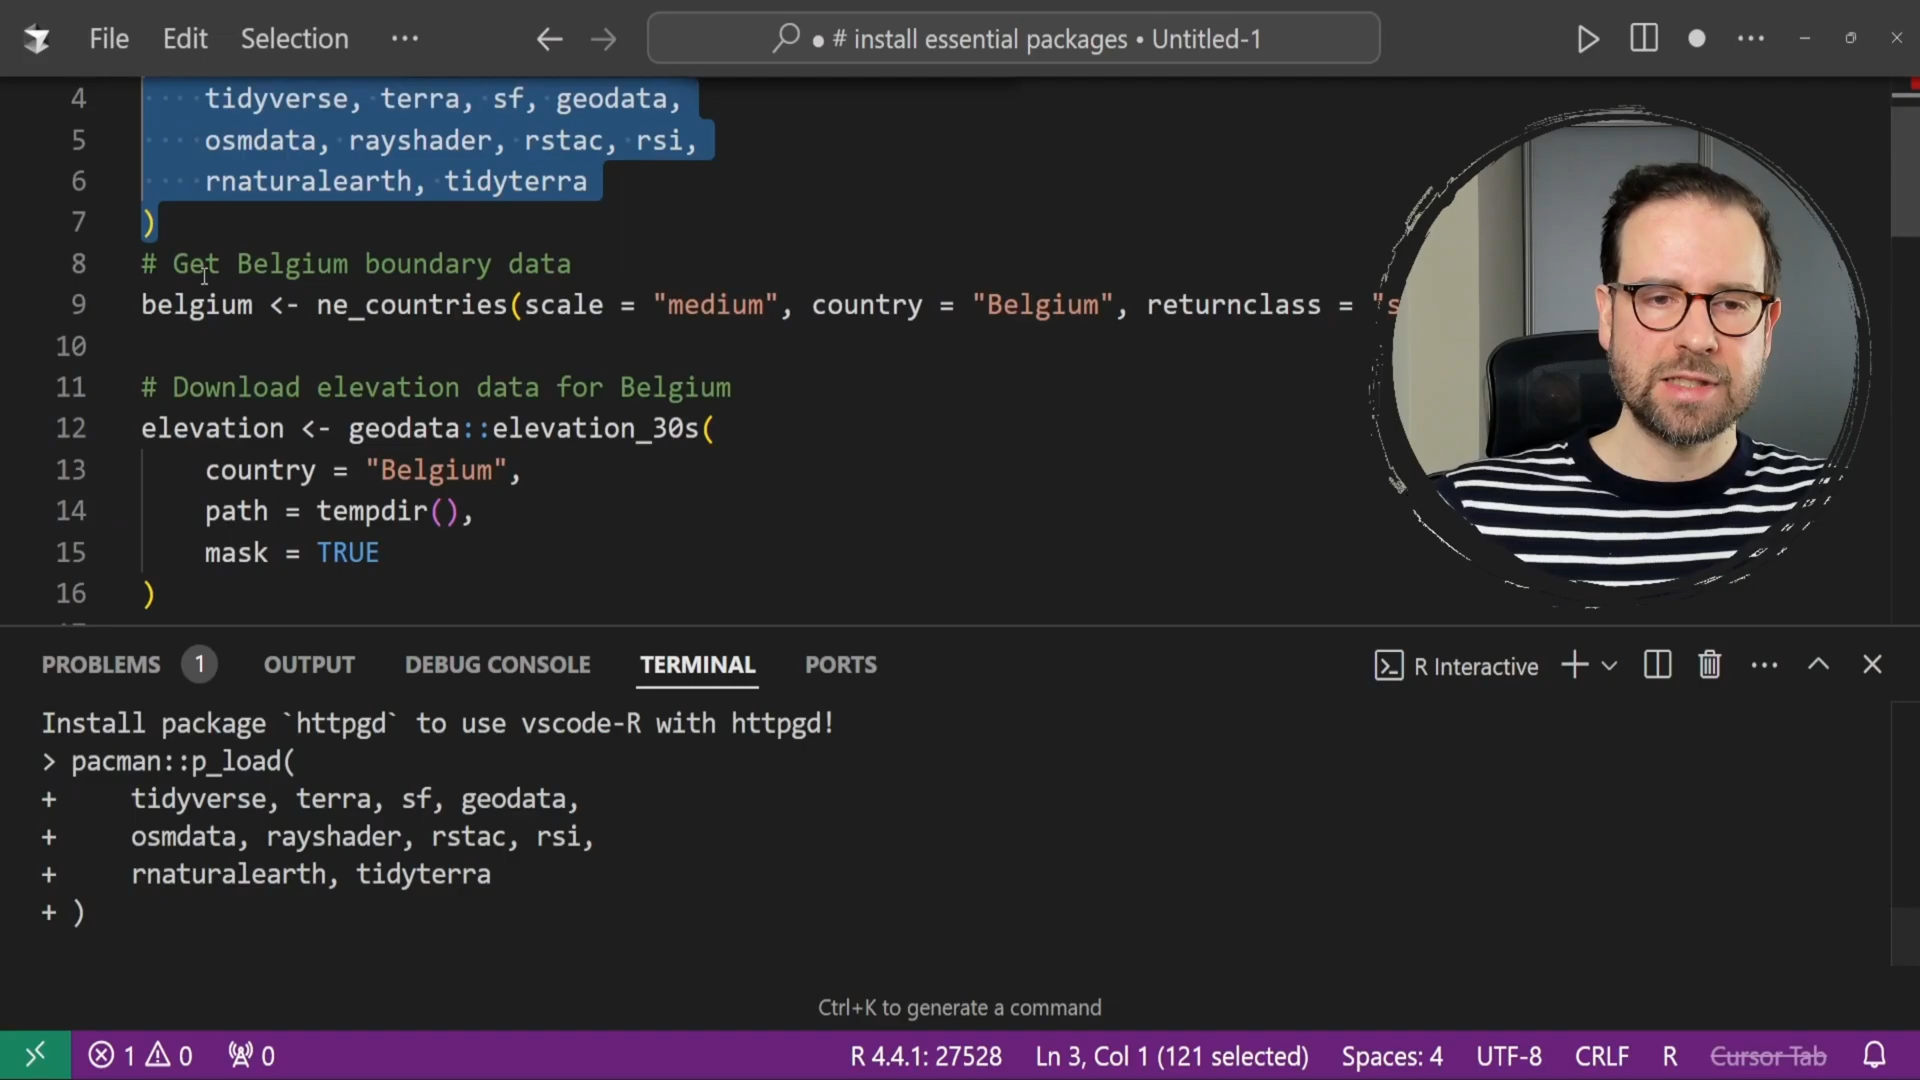 File Edit Selection ··· # install essential packages • Untitled-1
4 tidyverse, terra, sf, geodata,
5 osmdata, rayshader, rstac, rsi,
6 rnaturalearth, tidyterra
7 )
8 # Get Belgium boundary data
9 belgium <- ne_countries(scale = "medium", country = "Belgium", returnclass = "s
10
11 # Download elevation data for Belgium
12 elevation <- geodata::elevation_30s(
13 country = "Belgium",
14 path = tempdir(),
15 mask = TRUE
16 )
PROBLEMS 1 OUTPUT DEBUG CONSOLE TERMINAL PORTS R Interactive
Install package `httpgd` to use vscode-R with httpgd!
> pacman::p_load(
+ tidyverse, terra, sf, geodata,
+ osmdata, rayshader, rstac, rsi,
+ rnaturalearth, tidyterra
+ )
Ctrl+K to generate a command
1 0 0 R 4.4.1: 27528 Ln 3, Col 1 (121 selected) Spaces: 4 UTF-8 CRLF R Cursor Tab